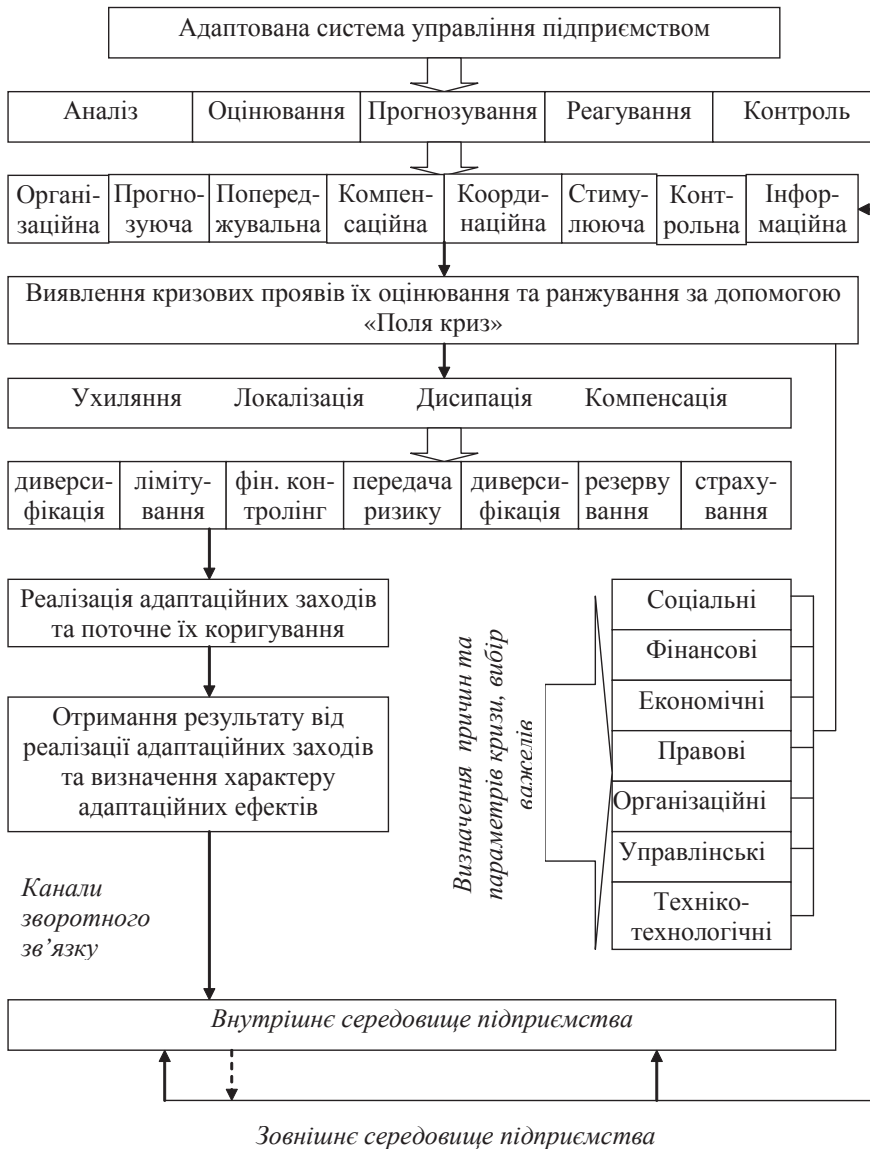 Адаптована система управління підприємством
Аналіз Оцінювання Прогнозування Реагування Контроль
Органі-
заційна
Прогно-
зуюча
Поперед-
жувальна
Компен-
саційна
Коорди-
наційна
Стиму-
лююча
Конт-
рольна
Інфор-
маційна
Виявлення кризових проявів їх оцінювання та ранжування за допомогою
«Поля криз»
Ухиляння Локалізація Дисипація Компенсація
диверси-
фікація
ліміту-
вання
фін. кон-
тролінг
передача
ризику
диверси-
фікація
резерву
вання
страху-
вання
Реалізація адаптаційних заходів
та поточне їх коригування
Отримання результату від
реалізації адаптаційних заходів
та визначення характеру
адаптаційних ефектів
Визначення причин та
параметрів кризи, вибір
важелів
Соціальні
Фінансові
Економічні
Правові
Організаційні
Управлінські
Техніко-
технологічні
Канали
зворотного
зв’язку
Внутрішнє середовище підприємства
Зовнішнє середовище підприємства